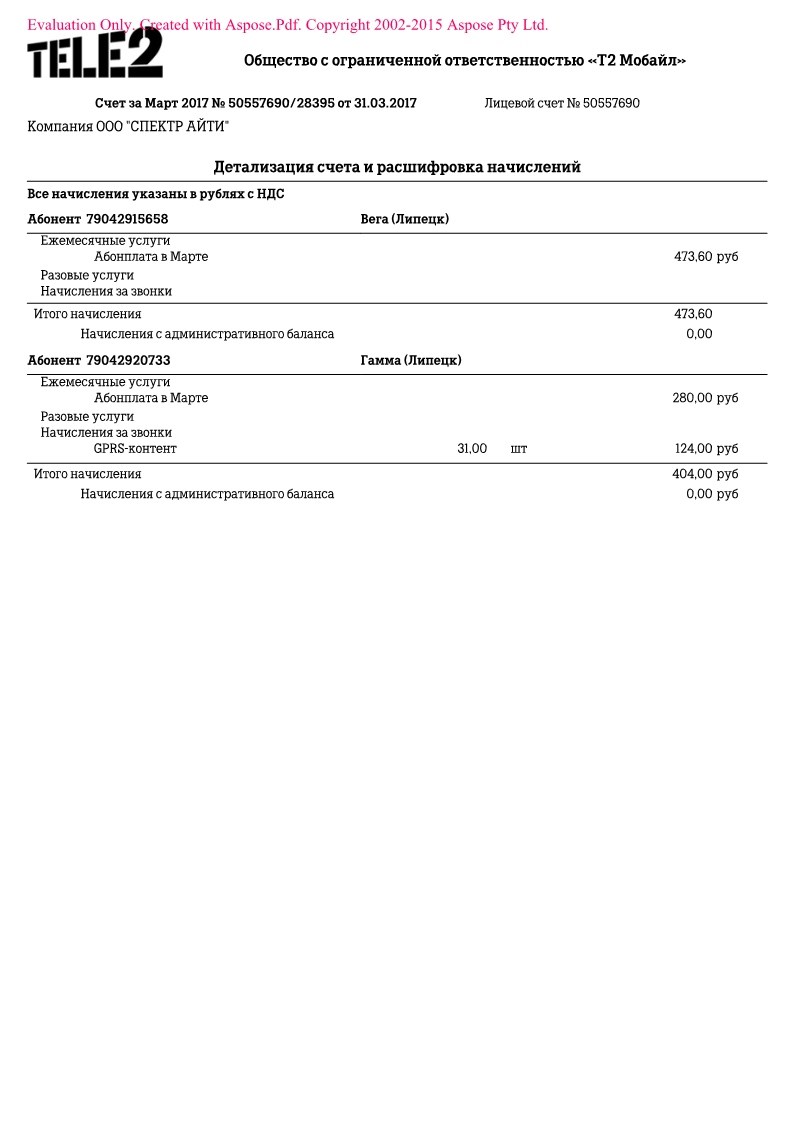 Evaluation Only. Created with Aspose.Pdf. Copyright 2002-2015 Aspose Pty Ltd.
TELE2
Общество с ограниченной ответственностью «Т2 Мобайл»
Счет за Март 2017 № 50557690/28395 от 31.03.2017 Лицевой счет № 50557690
Компания ООО "СПЕКТР АЙТИ"
Детализация счета и расшифровка начислений
Все начисления указаны в рублях с НДС
Абонент 79042915658 Вега (Липецк)
Ежемесячные услуги
Абонплата в Марте 473,60 руб
Разовые услуги
Начисления за звонки
Итого начисления 473,60
Начисления с административного баланса 0,00
Абонент 79042920733 Гамма (Липецк)
Ежемесячные услуги
Абонплата в Марте 280,00 руб
Разовые услуги
Начисления за звонки
GPRS-контент 31,00 шт 124,00 руб
Итого начисления 404,00 руб
Начисления с административного баланса 0,00 руб